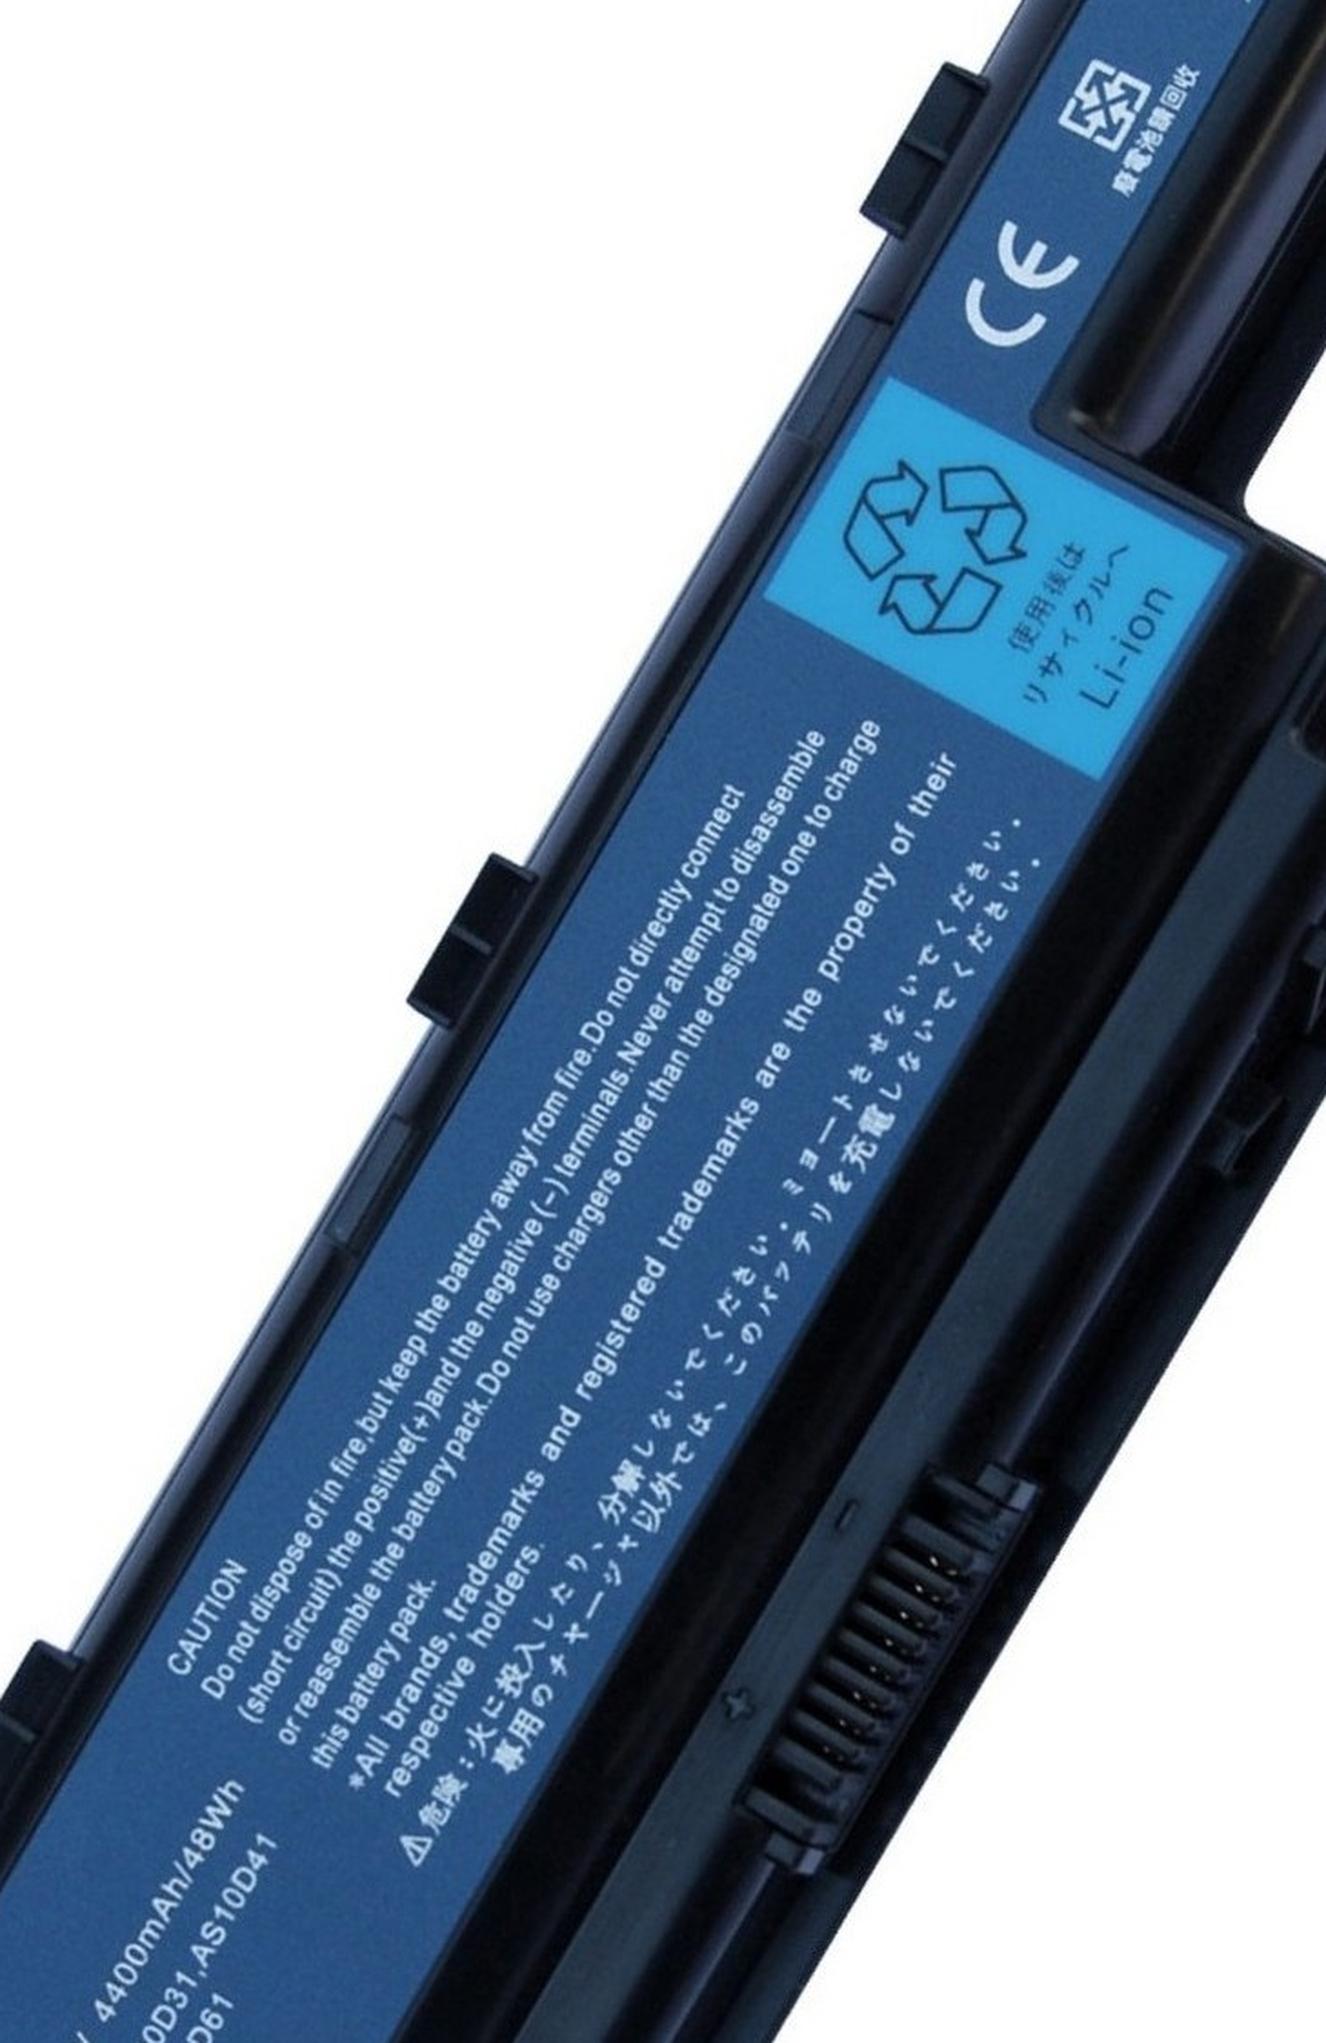 4400mAh/48Wh
0D31,AS10D41
D61
CAUTION
Do not dispose of in fire,but keep the battery away from fire.Do not directly connect
(short circuit) the positive(+)and the negative (−) terminals.Never attempt to disassemble
or reassemble the battery pack.Do not use chargers other than the designated one to charge
this battery pack.
*All brands, trademarks and registered trademarks are the property of their
respective holders.
⚠危険：火に投入したり、分解しないでください。ミョートさせないでください。
専用のチャージャ以外では、このバッテリを充電しないでください。
使用後は
リサイクルへ
Li-ion
CE
廢電池請回收
-
+